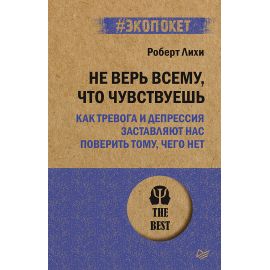 #ЭКОПОКЕТ
Роберт Лихи
НЕ ВЕРЬ ВСЕМУ,
ЧТО ЧУВСТВУЕШЬ
КАК ТРЕВОГА И ДЕПРЕССИЯ
ЗАСТАВЛЯЮТ НАС
ПОВЕРИТЬ ТОМУ, ЧЕГО НЕТ
THE
BEST